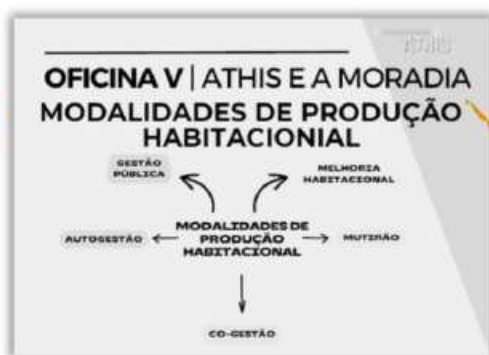 ATHIS
OFICINA V | ATHIS E A MORADIA
MODALIDADES DE PRODUÇÃO
HABITACIONIAL
GESTÃO
PÚBLICA
MELHORIA
HABITACIONAL
AUTOGESTÃO
MODALIDADES DE
PRODUÇÃO
HABITACIONAL
MUTIRÃO
CO-GESTÃO